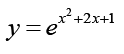 y = e^{x^2+2x+1}